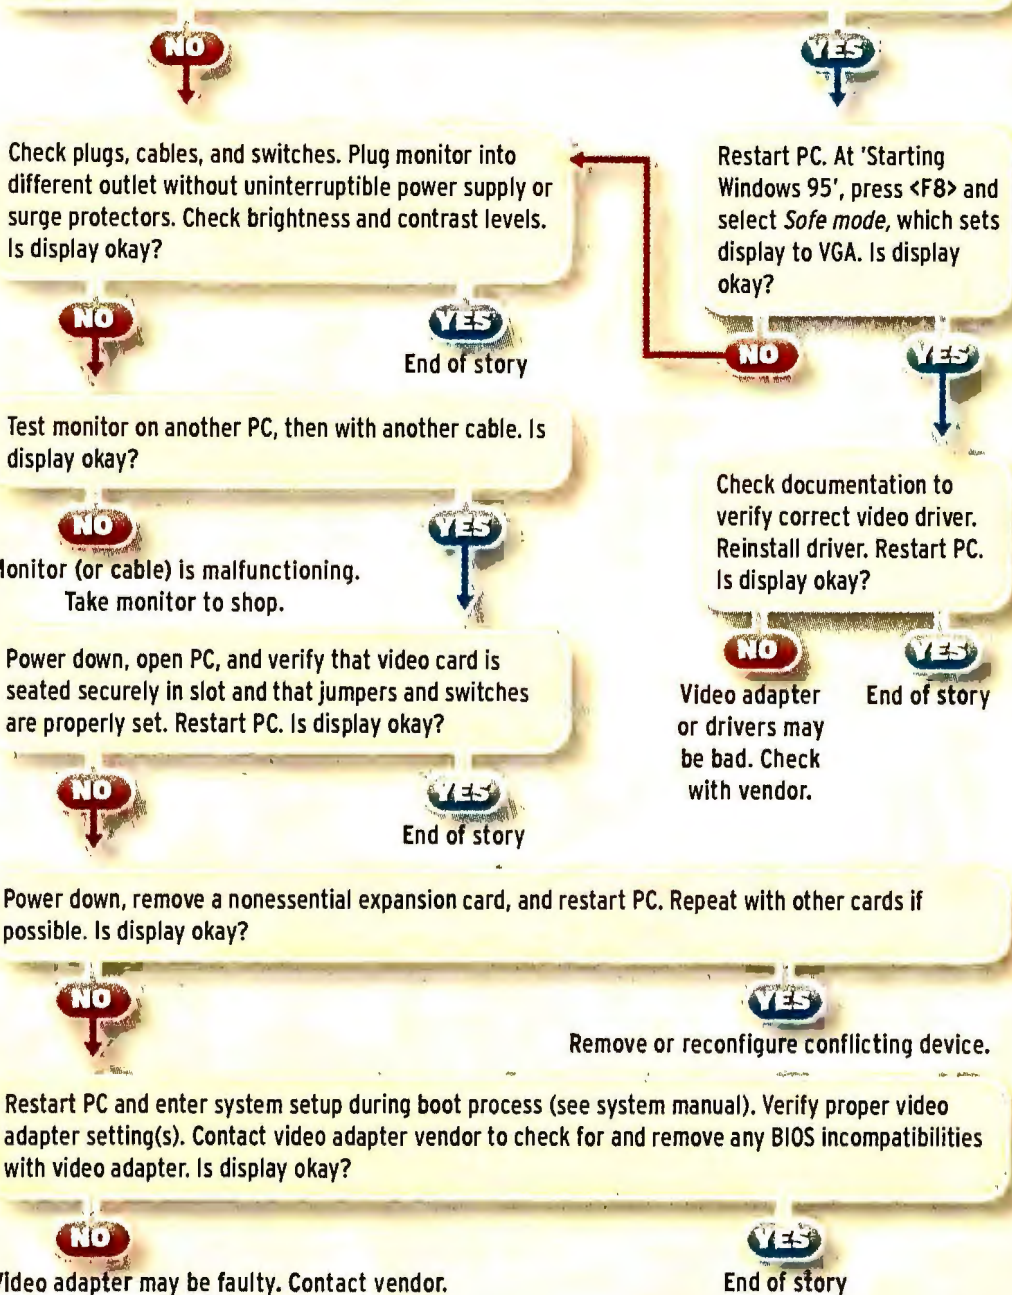 NO
YES
Check plugs, cables, and switches. Plug monitor into
different outlet without uninterruptible power supply or
surge protectors. Check brightness and contrast levels.
Is display okay?
NO
YES
End of story
Restart PC. At 'Starting
Windows 95', press <F8> and
select Safe mode, which sets
display to VGA. Is display
okay?
NO
YES
Test monitor on another PC, then with another cable. Is
display okay?
NO
Monitor (or cable) is malfunctioning.
Take monitor to shop.
YES
Check documentation to
verify correct video driver.
Reinstall driver. Restart PC.
Is display okay?
NO
Video adapter
or drivers may
be bad. Check
with vendor.
YES
End of story
Power down, open PC, and verify that video card is
seated securely in slot and that jumpers and switches
are properly set. Restart PC. Is display okay?
NO
YES
End of story
Power down, remove a nonessential expansion card, and restart PC. Repeat with other cards if
possible. Is display okay?
NO
YES
Remove or reconfigure conflicting device.
Restart PC and enter system setup during boot process (see system manual). Verify proper video
adapter setting(s). Contact video adapter vendor to check for and remove any BIOS incompatibilities
with video adapter. Is display okay?
NO
Video adapter may be faulty. Contact vendor.
YES
End of story